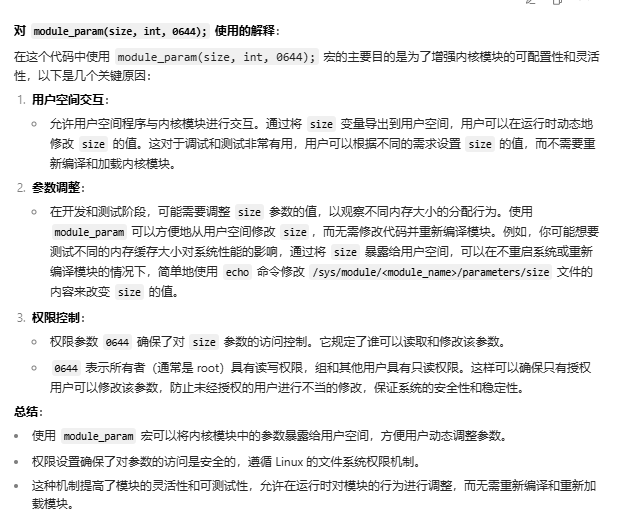 对 module_param(size, int, 0644); 使用的解释：
在这个代码中使用 module_param(size, int, 0644); 宏的主要目的是为了增强内核模块的可配置性和灵活
性，以下是几个关键原因：
1. 用户空间交互：
○ 允许用户空间程序与内核模块进行交互。通过将 size 变量导出到用户空间，用户可以在运行时动态地
修改 size 的值。这对于调试和测试非常有用，用户可以根据不同的需求设置 size 的值，而不需要重
新编译和加载内核模块。
2. 参数调整：
○ 在开发和测试阶段，可能需要调整 size 参数的值，以观察不同内存大小的分配行为。使用
module_param 可以方便地从用户空间修改 size ，而无需修改代码并重新编译模块。例如，你可能想要
测试不同的内存缓存大小对系统性能的影响，通过将 size 暴露给用户空间，可以在不重启系统或重新
编译模块的情况下，简单地使用 echo 命令修改 /sys/module/<module_name>/parameters/size 文件的
内容来改变 size 的值。
3. 权限控制：
○ 权限参数 0644 确保了对 size 参数的访问控制。它规定了谁可以读取和修改该参数。
○ 0644 表示所有者（通常是 root）具有读写权限，组和其他用户具有只读权限。这样可以确保只有授权
用户可以修改该参数，防止未经授权的用户进行不当的修改，保证系统的安全性和稳定性。
总结：
▪ 使用 module_param 宏可以将内核模块中的参数暴露给用户空间，方便用户动态调整参数。
▪ 权限设置确保了对参数的访问是安全的，遵循 Linux 的文件系统权限机制。
▪ 这种机制提高了模块的灵活性和可测试性，允许在运行时对模块的行为进行调整，而无需重新编译和重新加
载模块。